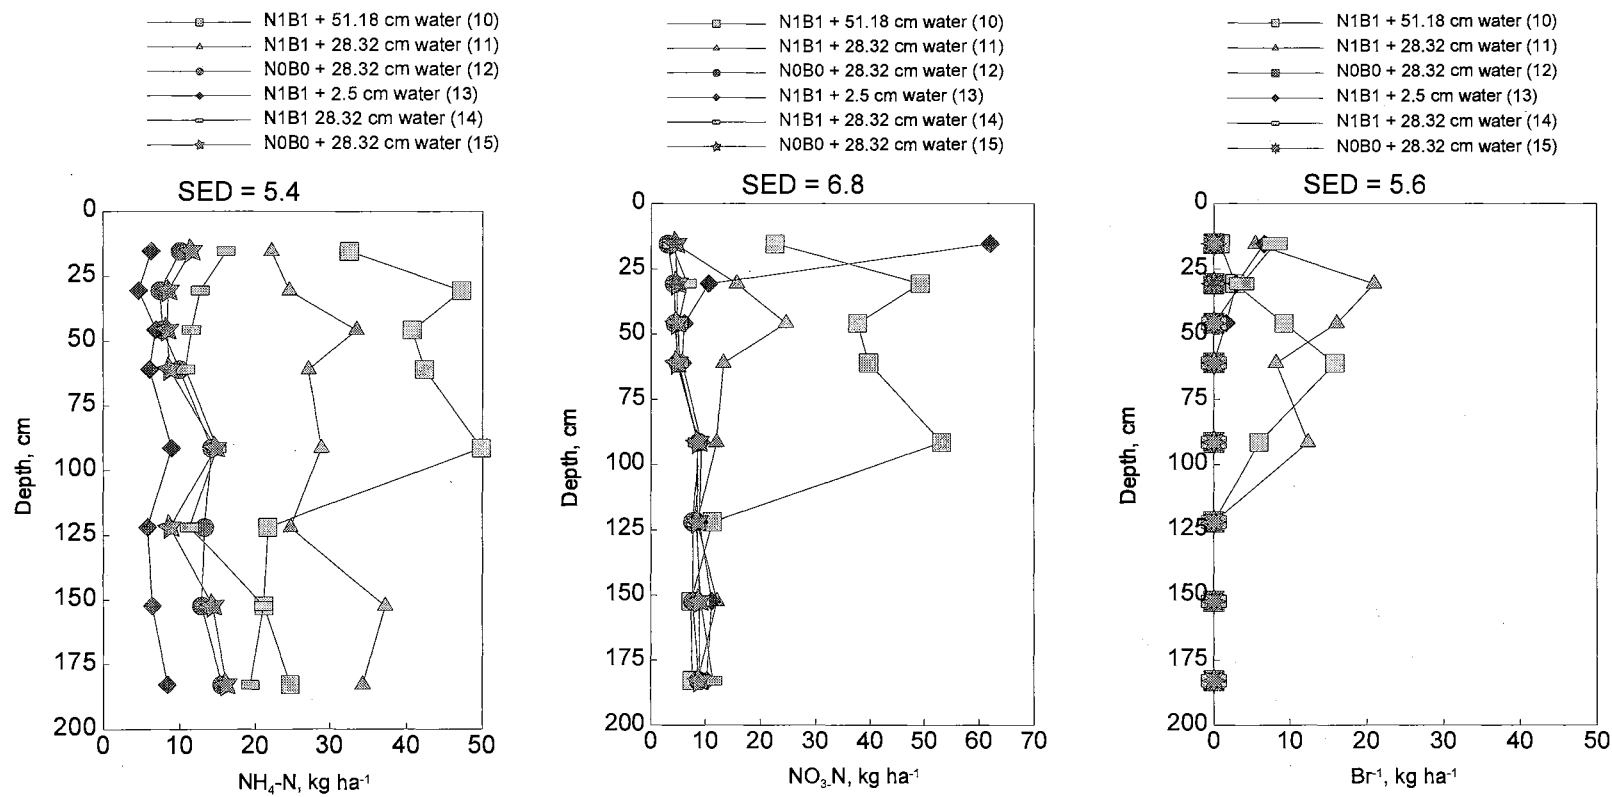 N1B1 + 51.18 cm water (10)
N1B1 + 28.32 cm water (11)
N0B0 + 28.32 cm water (12)
N1B1 + 2.5 cm water (13)
N1B1 28.32 cm water (14)
N0B0 + 28.32 cm water (15)
SED = 5.4
0
25
50
75
100
125
150
175
200
Depth, cm
0 10 20 30 40 50
NH₄-N, kg ha⁻¹
N1B1 + 51.18 cm water (10)
N1B1 + 28.32 cm water (11)
N0B0 + 28.32 cm water (12)
N1B1 + 2.5 cm water (13)
N1B1 + 28.32 cm water (14)
N0B0 + 28.32 cm water (15)
SED = 6.8
0
25
50
75
100
125
150
175
200
Depth, cm
0 10 20 30 40 50 60 70
NO₃-N, kg ha⁻¹
N1B1 + 51.18 cm water (10)
N1B1 + 28.32 cm water (11)
N0B0 + 28.32 cm water (12)
N1B1 + 2.5 cm water (13)
N1B1 + 28.32 cm water (14)
N0B0 + 28.32 cm water (15)
SED = 5.6
0
25
50
75
100
125
150
175
200
Depth, cm
0 10 20 30 40 50
Br⁻¹, kg ha⁻¹